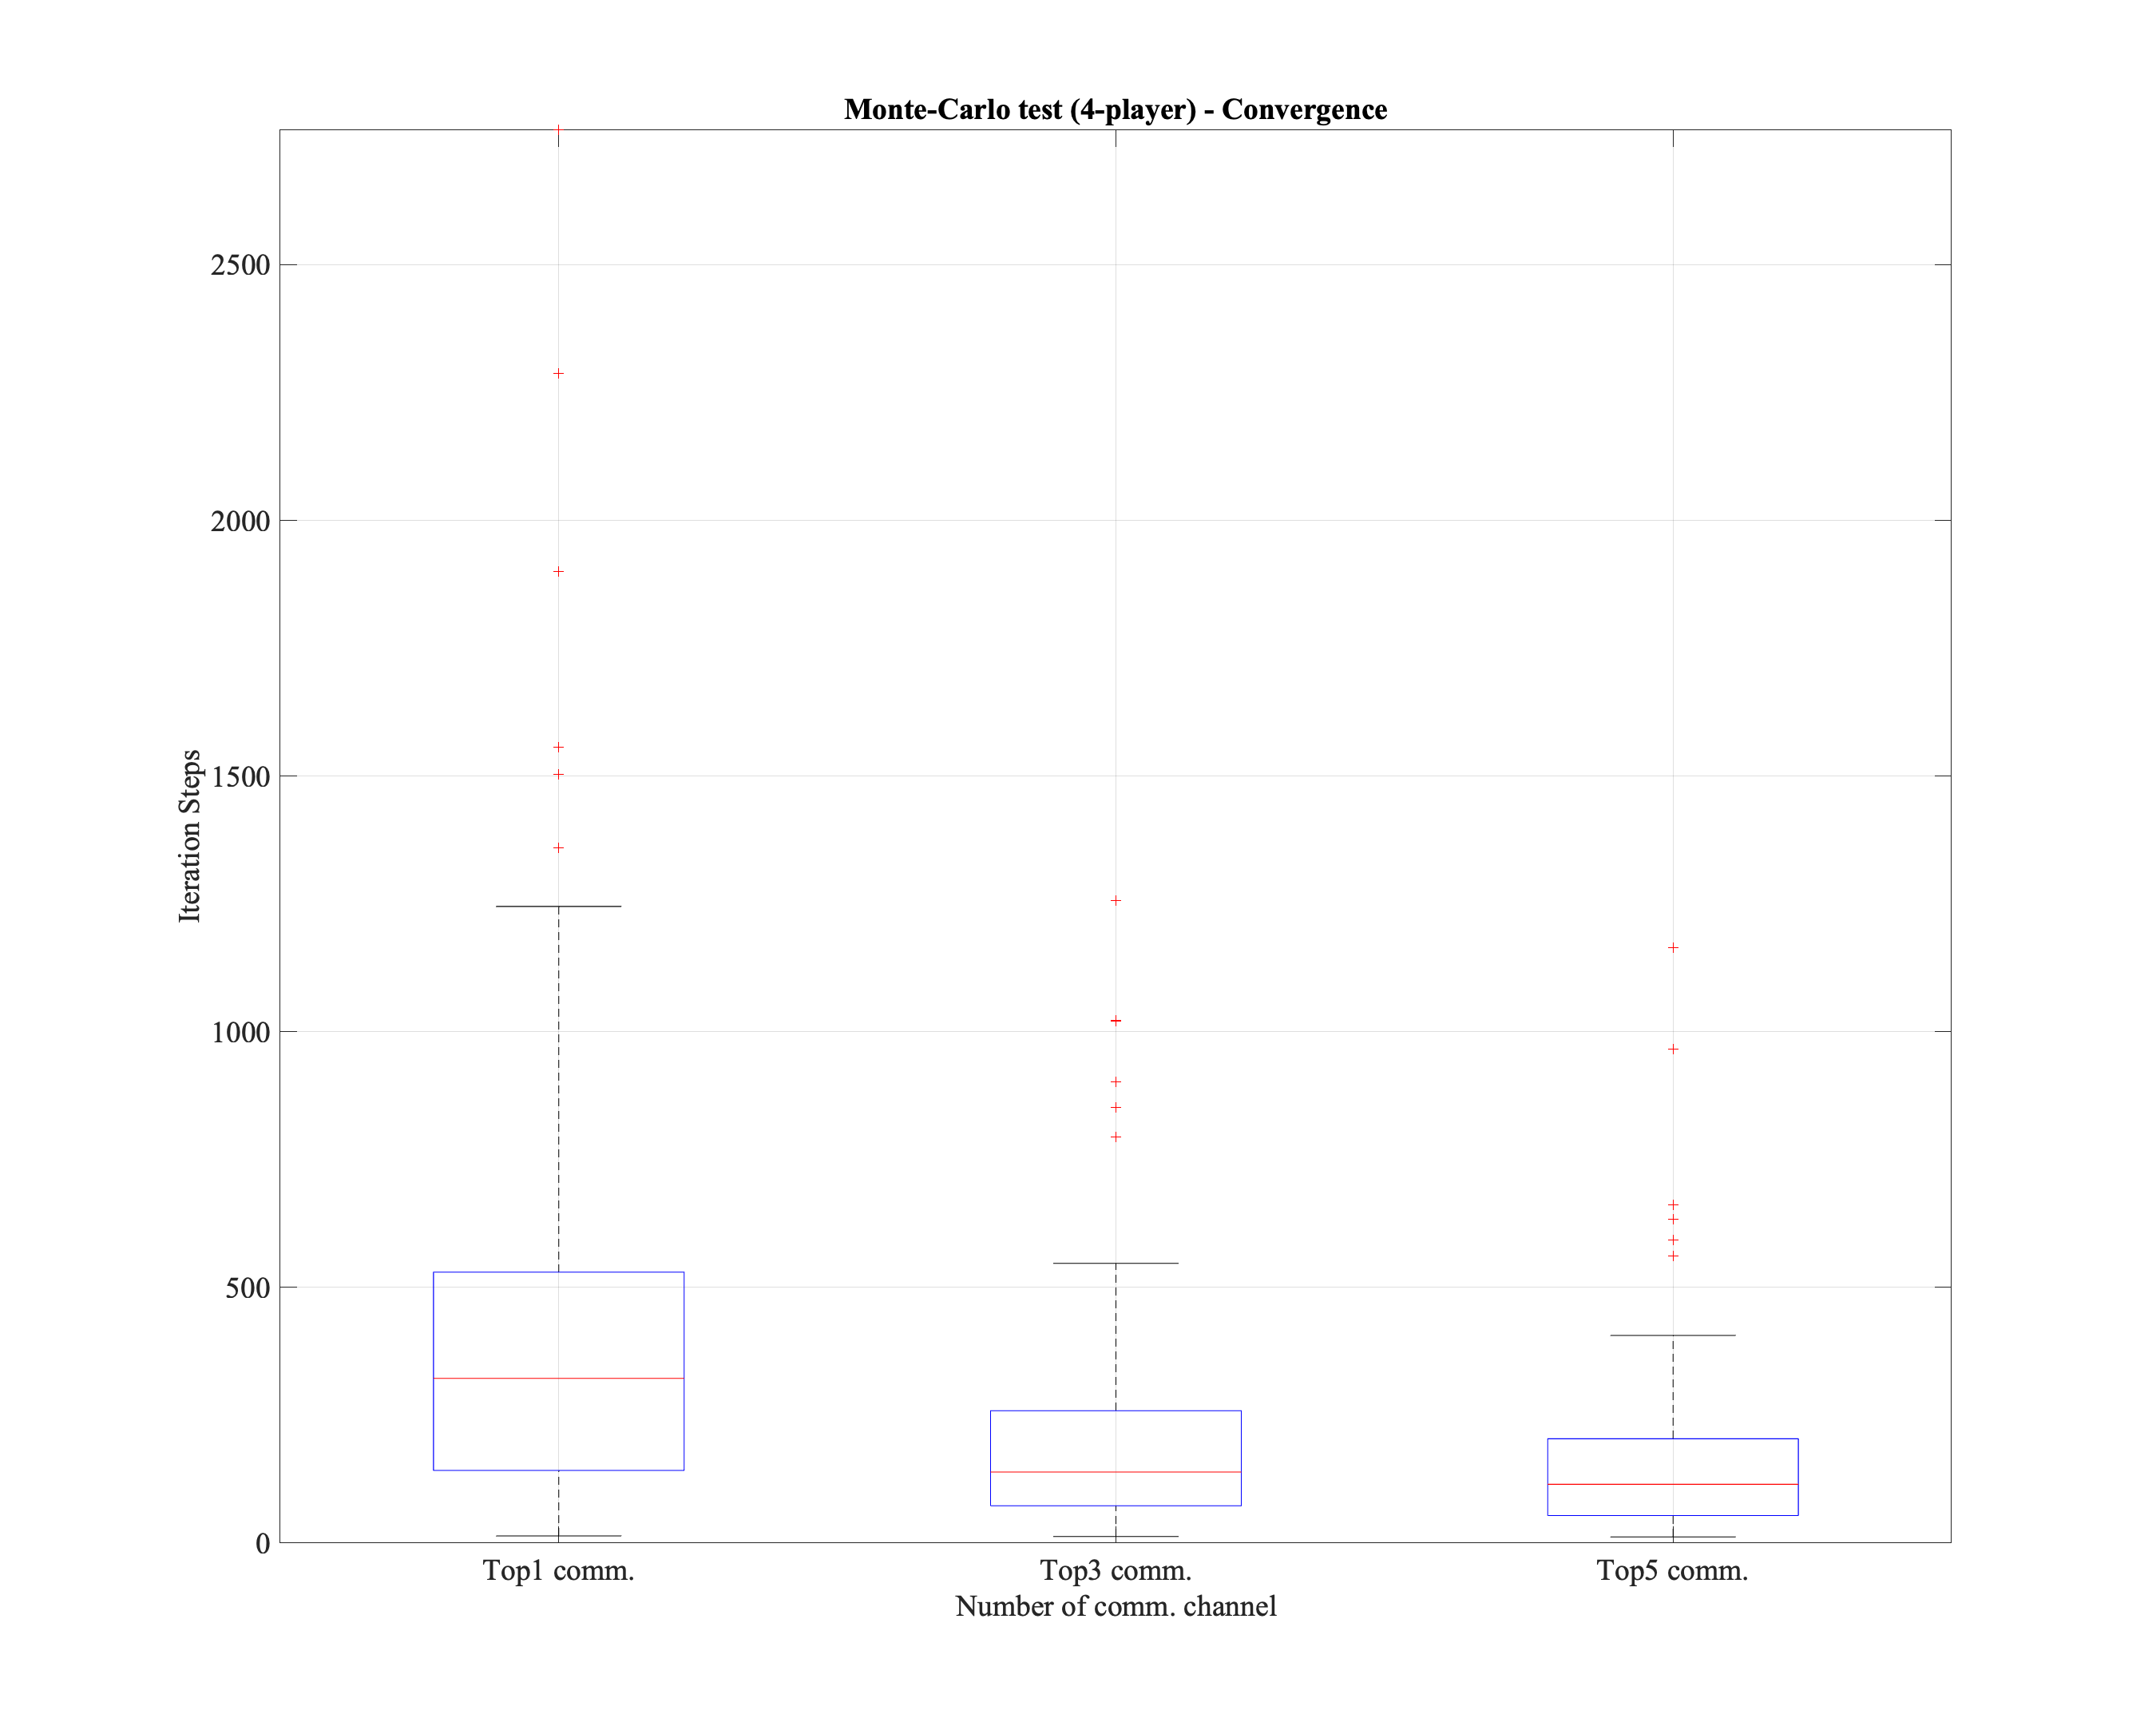 Monte-Carlo test (4-player) - Convergence
2500
2000
1500
1000
500
0
Iteration Steps
Top1 comm. Top3 comm. Top5 comm.
Number of comm. channel